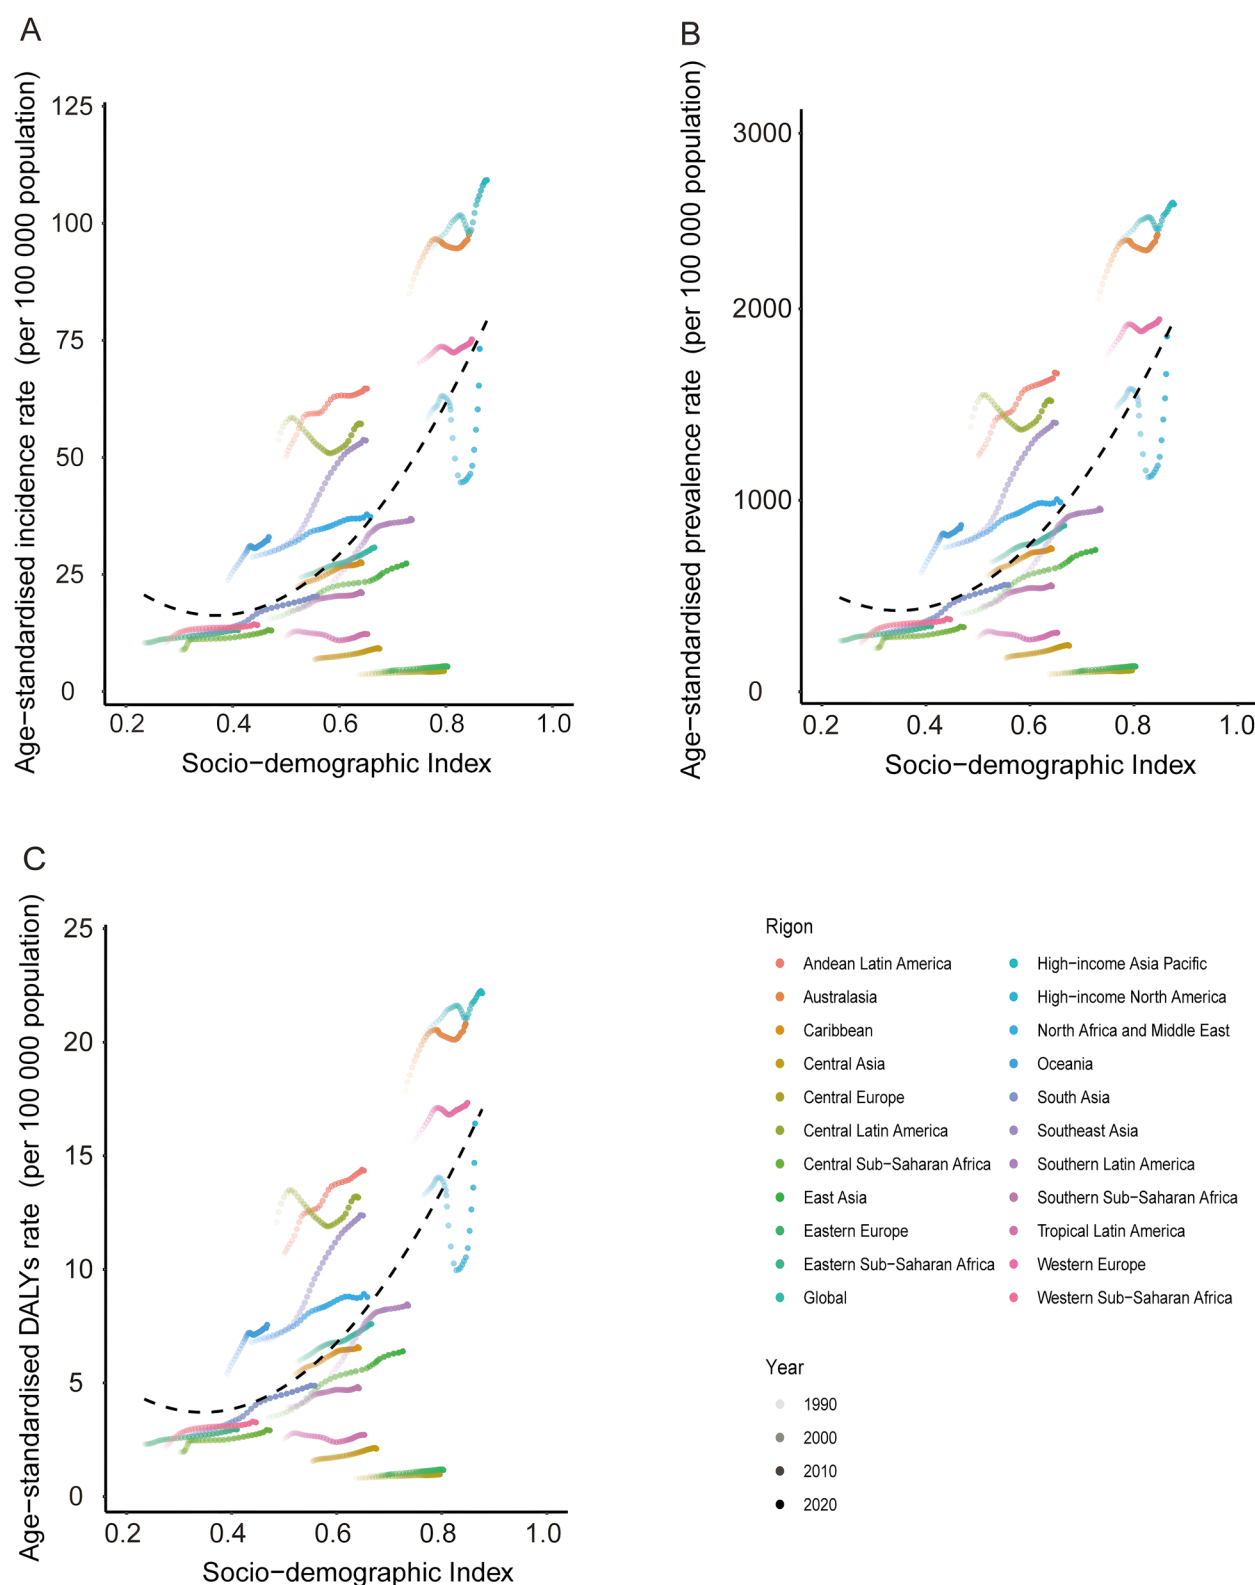 A
Age−standardised incidence rate (per 100 000 population)
125
100
75
50
25
0
0.2 0.4 0.6 0.8 1.0
Socio−demographic Index
B
Age−standardised prevalence rate (per 100 000 population)
3000
2000
1000
0
0.2 0.4 0.6 0.8 1.0
Socio−demographic Index
C
Age−standardised DALYs rate (per 100 000 population)
25
20
15
10
5
0
0.2 0.4 0.6 0.8 1.0
Socio−demographic Index
Rigon
Andean Latin America
Australasia
Caribbean
Central Asia
Central Europe
Central Latin America
Central Sub−Saharan Africa
East Asia
Eastern Europe
Eastern Sub−Saharan Africa
Global
High−income Asia Pacific
High−income North America
North Africa and Middle East
Oceania
South Asia
Southeast Asia
Southern Latin America
Southern Sub−Saharan Africa
Tropical Latin America
Western Europe
Western Sub−Saharan Africa
Year
1990
2000
2010
2020